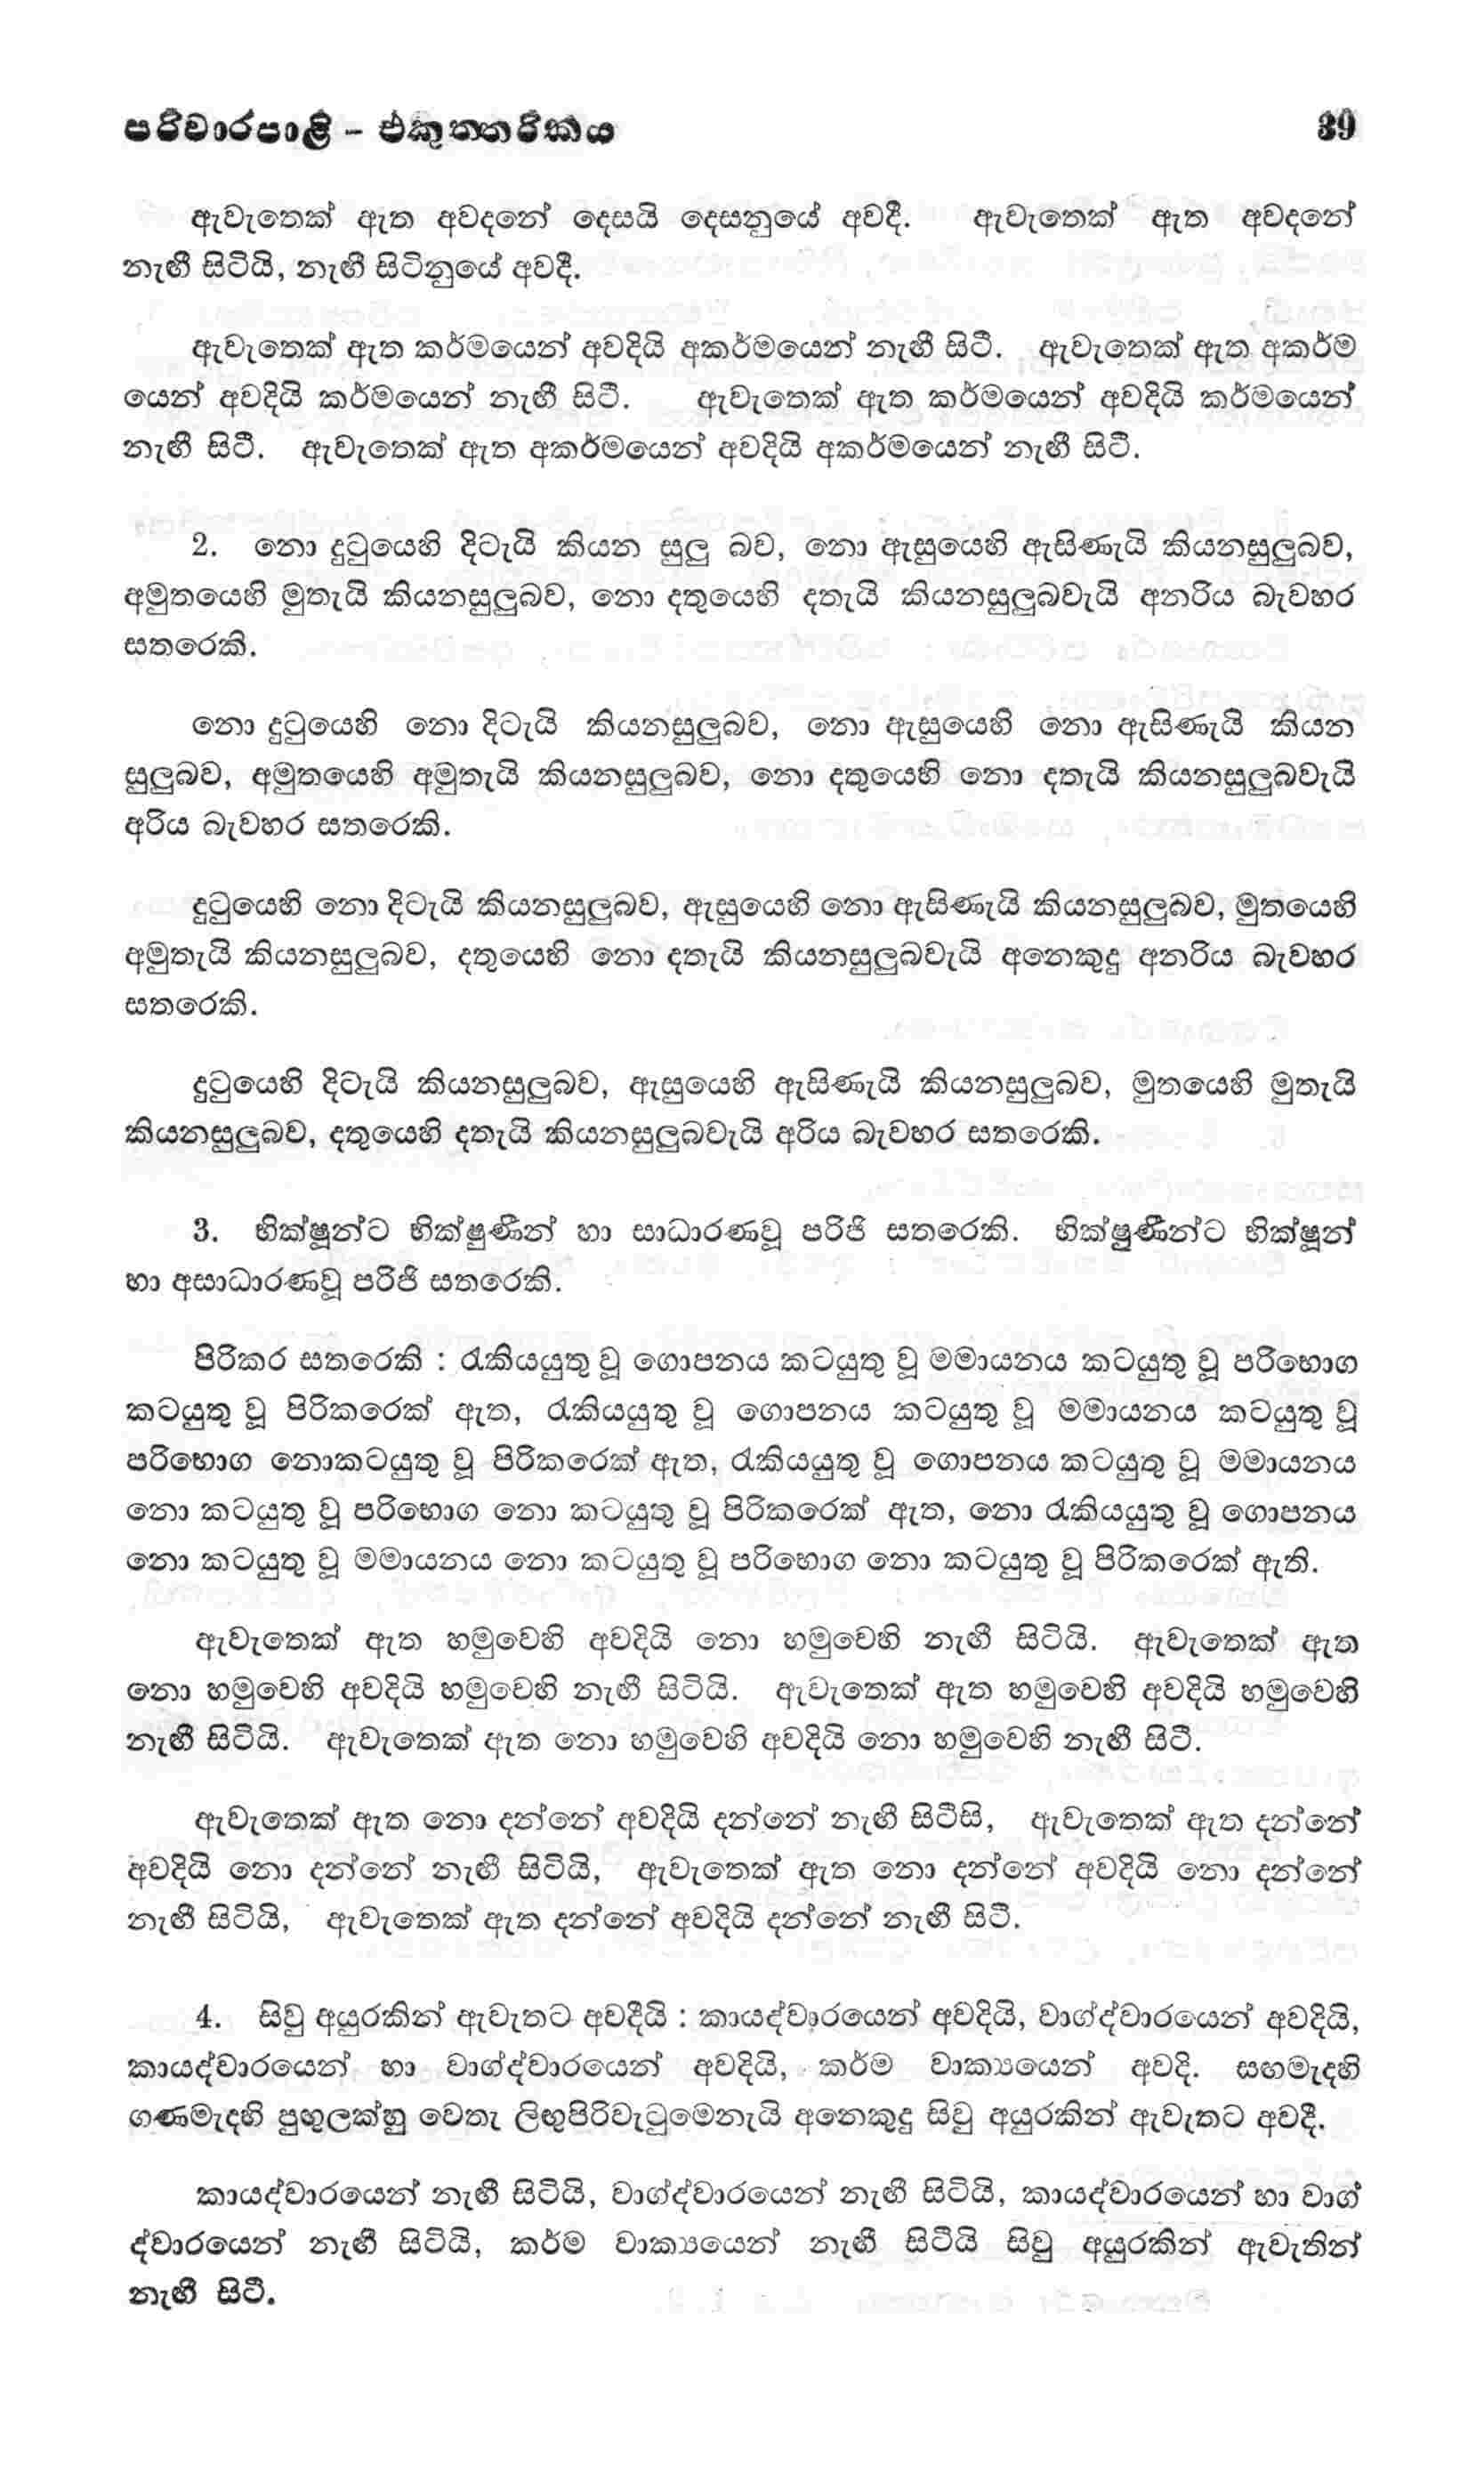 පරිවාරපාළි - එකුත්තරිකය 39
ඇවැතෙක් ඇත අවදනේ දෙසයි දෙසනුයේ අවදී. ඇවැතෙක් ඇත අවදනේ
නැඟී සිටියි, නැඟී සිටිනුයේ අවදී.
ඇවැතෙක් ඇත කර්මයෙන් අවදියි අකර්මයෙන් නැඟී සිටී. ඇවැතෙක් ඇත අකර්ම
යෙන් අවදියි කර්මයෙන් නැඟී සිටී. ඇවැතෙක් ඇත කර්මයෙන් අවදියි කර්මයෙන්
නැඟී සිටී. ඇවැතෙක් ඇත අකර්මයෙන් අවදියි අකර්මයෙන් නැඟී සිටී.
2. නො දුටුයෙහි දිටැයි කියන සුලු බව, නො ඇසුයෙහි ඇසිණැයි කියනසුලුබව,
අමුතයෙහි මුතැයි කියනසුලුබව, නො දතුයෙහි දතැයි කියනසුලුබවැයි අනරිය බැවහර
සතරෙකි.
නො දුටුයෙහි නො දිටැයි කියනසුලුබව, නො ඇසුයෙහි නො ඇසිණැයි කියන
සුලුබව, අමුතයෙහි අමුතැයි කියනසුලුබව, නො දතුයෙහි නො දතැයි කියනසුලුබවැයි
අරිය බැවහර සතරෙකි.
දුටුයෙහි නො දිටැයි කියනසුලුබව, ඇසුයෙහි නො ඇසිණැයි කියනසුලුබව, මුතයෙහි
අමුතැයි කියනසුලුබව, දතුයෙහි නො දතැයි කියනසුලුබවැයි අනෙකුදු අනරිය බැවහර
සතරෙකි.
දුටුයෙහි දිටැයි කියනසුලුබව, ඇසුයෙහි ඇසිණැයි කියනසුලුබව, මුතයෙහි මුතැයි
කියනසුලුබව, දතුයෙහි දතැයි කියනසුලුබවැයි අරිය බැවහර සතරෙකි.
3. භික්ෂූන්ට භික්ෂුණීන් හා සාධාරණවූ පරිජි සතරෙකි. භික්ෂුණීන්ට භික්ෂූන්
හා අසාධාරණවූ පරිජි සතරෙකි.
පිරිකර සතරෙකි : රැකියයුතු වූ ගොපනය කටයුතු වූ මමායනය කටයුතු වූ පරිභොග
කටයුතු වූ පිරිකරෙක් ඇත, රැකියයුතු වූ ගොපනය කටයුතු වූ මමායනය කටයුතු වූ
පරිභොග නොකටයුතු වූ පිරිකරෙක් ඇත, රැකියයුතු වූ ගොපනය කටයුතු වූ මමායනය
නො කටයුතු වූ පරිභොග නො කටයුතු වූ පිරිකරෙක් ඇත, නො රැකියයුතු වූ ගොපනය
නො කටයුතු වූ මමායනය නො කටයුතු වූ පරිභොග නො කටයුතු වූ පිරිකරෙක් ඇති.
ඇවැතෙක් ඇත හමුවෙහි අවදියි නො හමුවෙහි නැඟී සිටියි. ඇවැතෙක් ඇත
නො හමුවෙහි අවදියි හමුවෙහි නැඟී සිටියි. ඇවැතෙක් ඇත හමුවෙහි අවදියි හමුවෙහි
නැඟී සිටියි. ඇවැතෙක් ඇත නො හමුවෙහි අවදියි නො හමුවෙහි නැඟී සිටී.
ඇවැතෙක් ඇත නො දන්නේ අවදියි දන්නේ නැඟී සිටීසි, ඇවැතෙක් ඇත දන්නේ
අවදියි නො දන්නේ නැඟී සිටියි, ඇවැතෙක් ඇත නො දන්නේ අවදියි නො දන්නේ
නැඟී සිටියි, ඇවැතෙක් ඇත දන්නේ අවදියි දන්නේ නැඟී සිටී.
4. සිවු අයුරකින් ඇවැතට අවදීයි : කායද්වාරයෙන් අවදියි, වාග්ද්වාරයෙන් අවදියි,
කායද්වාරයෙන් හා වාග්ද්වාරයෙන් අවදියි, කර්ම වාක්‍යයෙන් අවදි. සඟමැදහි
ගණමැදහි පුඟුලක්හු වෙතැ ලිඟුපිරිවැටුමෙනැයි අනෙකුදු සිවු අයුරකින් ඇවැතට අවදී.
කායද්වාරයෙන් නැඟී සිටියි, වාග්ද්වාරයෙන් නැඟී සිටියි, කායද්වාරයෙන් හා වාග්
ද්වාරයෙන් නැඟී සිටියි, කර්ම වාක්‍යයෙන් නැඟී සිටීයි සිවු අයුරකින් ඇවැතින්
නැඟී සිටී.